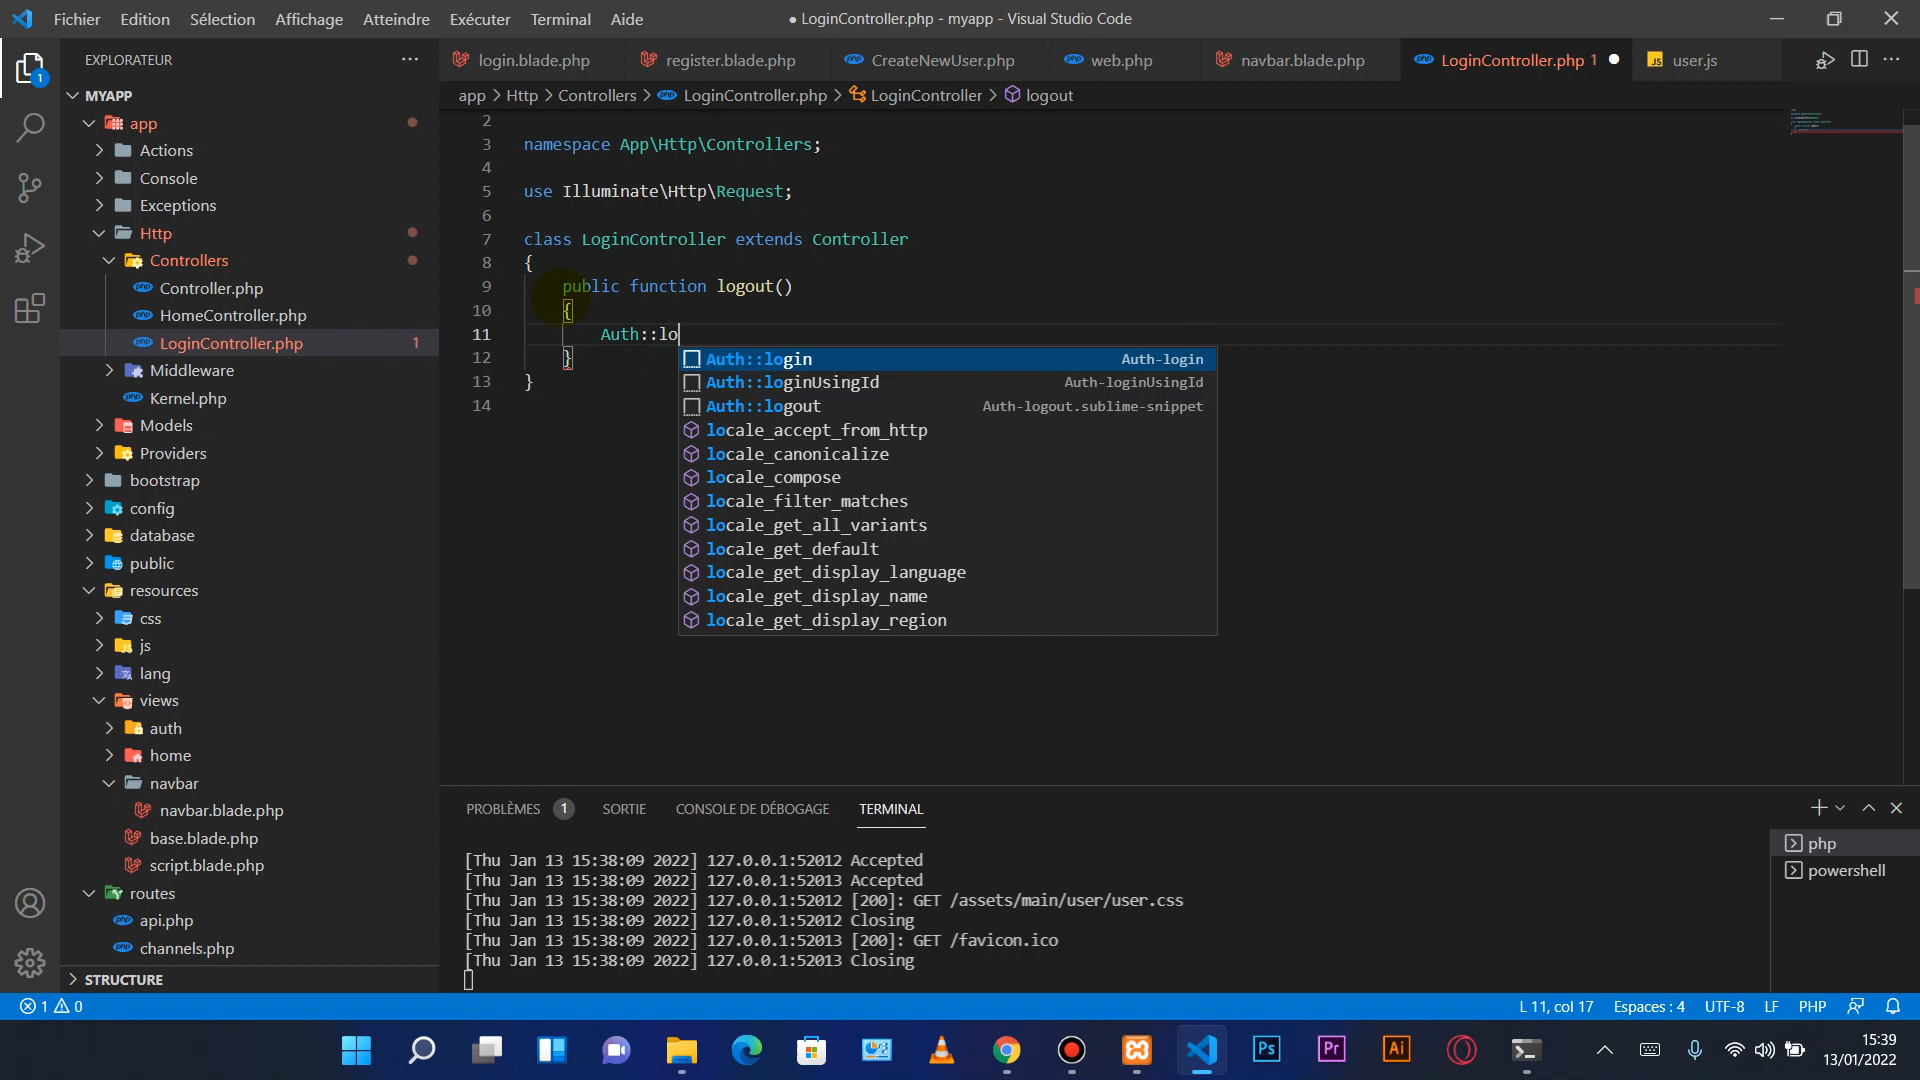 Fichier Edition Sélection Affichage Atteindre Exécuter Terminal Aide
● LoginController.php - myapp - Visual Studio Code
EXPLORATEUR
login.blade.php register.blade.php CreateNewUser.php web.php navbar.blade.php LoginController.php 1 user.js
app > Http > Controllers > LoginController.php > LoginController > logout
1
MYAPP
app
Actions
Console
Exceptions
Http
Controllers
Controller.php
HomeController.php
LoginController.php 1
Middleware
Kernel.php
Models
Providers
bootstrap
config
database
public
resources
css
js
lang
views
auth
home
navbar
navbar.blade.php
base.blade.php
script.blade.php
routes
api.php
channels.php
STRUCTURE
2
3 namespace App\Http\Controllers;
4
5 use Illuminate\Http\Request;
6
7 class LoginController extends Controller
8 {
9 public function logout()
10 {
11 Auth::lo
12 }
13 }
14
Auth::login Auth-login
Auth::loginUsingId Auth-loginUsingId
Auth::logout Auth-logout.sublime-snippet
locale_accept_from_http
locale_canonicalize
locale_compose
locale_filter_matches
locale_get_all_variants
locale_get_default
locale_get_display_language
locale_get_display_name
locale_get_display_region
PROBLÈMES 1 SORTIE CONSOLE DE DÉBOGAGE TERMINAL
[Thu Jan 13 15:38:09 2022] 127.0.0.1:52012 Accepted
[Thu Jan 13 15:38:09 2022] 127.0.0.1:52013 Accepted
[Thu Jan 13 15:38:09 2022] 127.0.0.1:52012 [200]: GET /assets/main/user/user.css
[Thu Jan 13 15:38:09 2022] 127.0.0.1:52012 Closing
[Thu Jan 13 15:38:09 2022] 127.0.0.1:52013 [200]: GET /favicon.ico
[Thu Jan 13 15:38:09 2022] 127.0.0.1:52013 Closing
php
powershell
1 0
L 11, col 17 Espaces : 4 UTF-8 LF PHP
Ps Pr Ai
15:39
13/01/2022